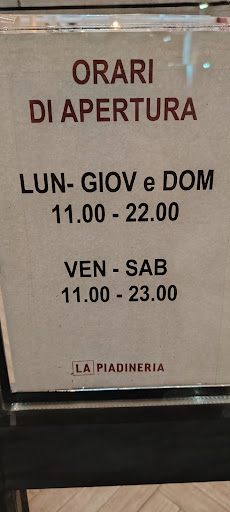 ORARI
DI APERTURA
LUN- GIOV e DOM
11.00 - 22.00
VEN - SAB
11.00 - 23.00
LA PIADINERIA